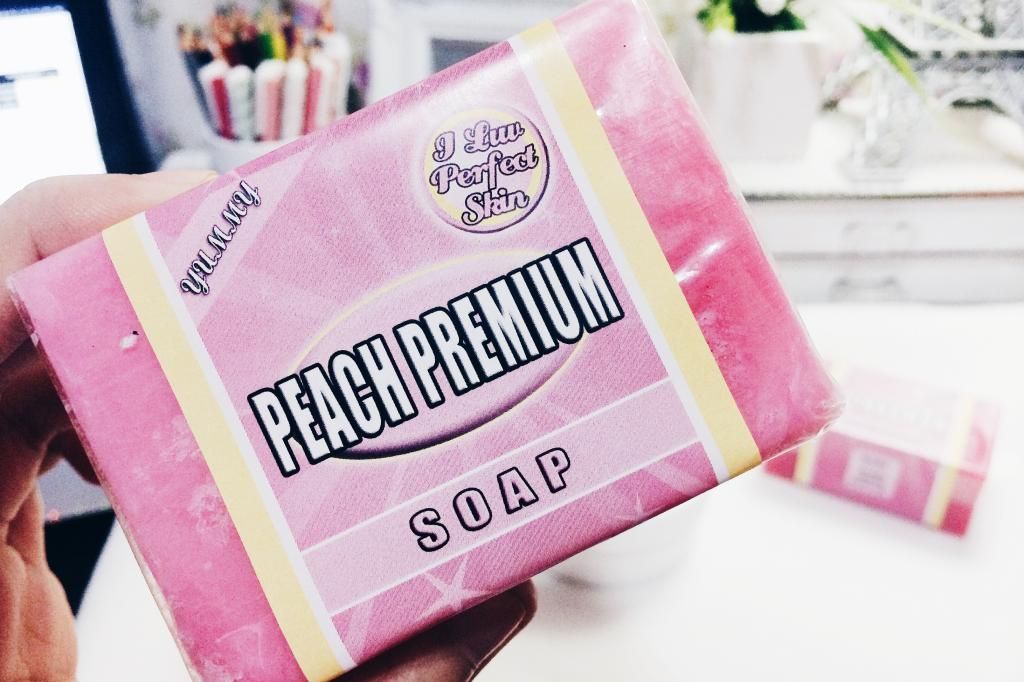 YUMMY
I Luv
Perfect
Skin
PEACH PREMIUM
SOAP